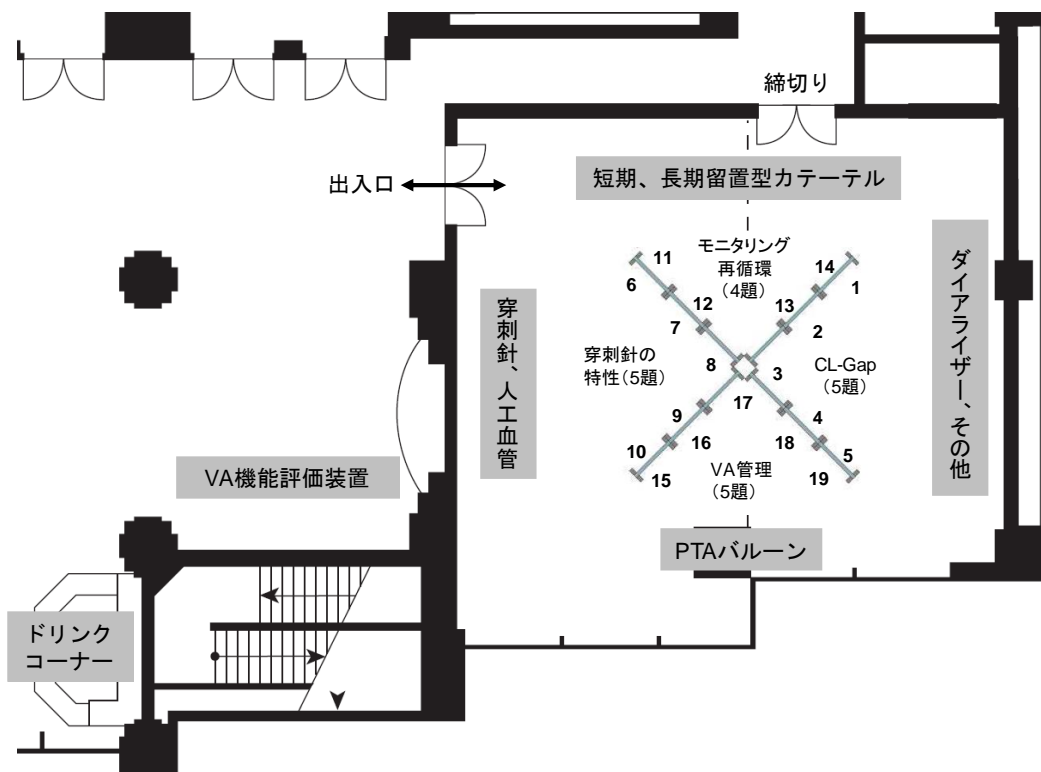 締切り
出入口
短期、長期留置型カテーテル
モニタリング
再循環
(4題)
11
14
6
1
12
13
7
2
穿刺針、人工血管
穿刺針の
特性(5題)
8
3
CL-Gap
(5題)
ダイアライザー、その他
17
9
4
16
18
10
5
15
19
VA管理
(5題)
VA機能評価装置
PTAバルーン
ドリンク
コーナー